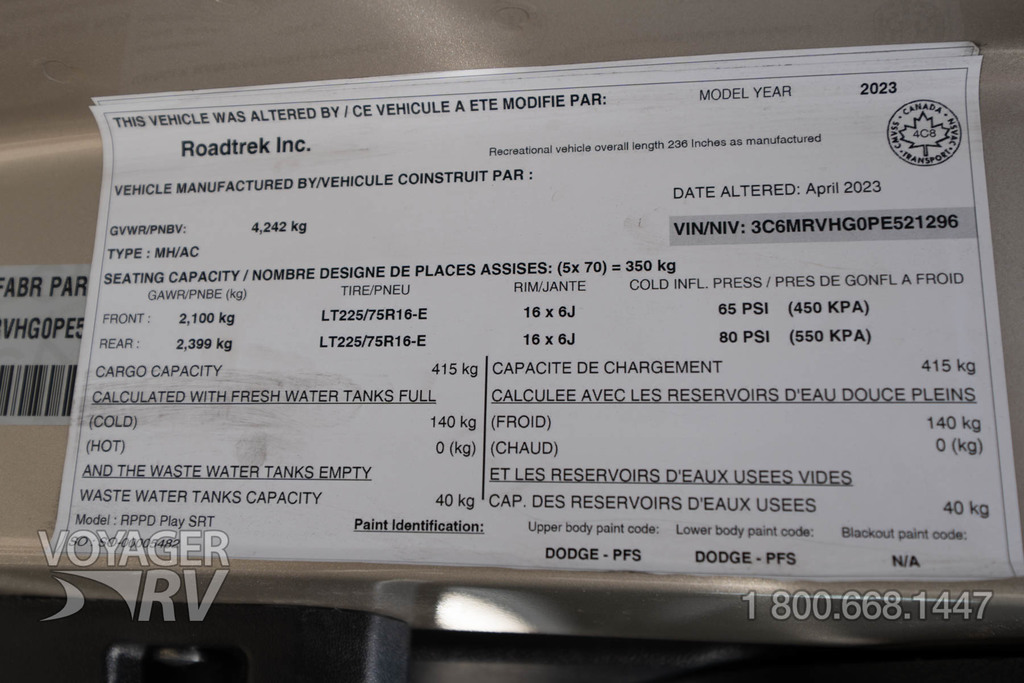 THIS VEHICLE WAS ALTERED BY / CE VEHICULE A ETE MODIFIE PAR: MODEL YEAR 2023
Roadtrek Inc. Recreational vehicle overall length 236 Inches as manufactured
CANADA
4C8
TRANSPORT
VEHICLE MANUFACTURED BY/VEHICULE COINSTRUIT PAR :
DATE ALTERED: April 2023
GVWR/PNBV: 4,242 kg
VIN/NIV: 3C6MRVHG0PE521296
TYPE : MH/AC
SEATING CAPACITY / NOMBRE DESIGNE DE PLACES ASSISES: (5x 70) = 350 kg
GAWR/PNBE (kg) TIRE/PNEU RIM/JANTE COLD INFL. PRESS / PRES DE GONFL A FROID
FRONT : 2,100 kg LT225/75R16-E 16 x 6J 65 PSI (450 KPA)
REAR : 2,399 kg LT225/75R16-E 16 x 6J 80 PSI (550 KPA)
CARGO CAPACITY 415 kg CAPACITE DE CHARGEMENT 415 kg
CALCULATED WITH FRESH WATER TANKS FULL CALCULEE AVEC LES RESERVOIRS D'EAU DOUCE PLEINS
(COLD) 140 kg (FROID) 140 kg
(HOT) 0 (kg) (CHAUD) 0 (kg)
AND THE WASTE WATER TANKS EMPTY ET LES RESERVOIRS D'EAUX USEES VIDES
WASTE WATER TANKS CAPACITY 40 kg CAP. DES RESERVOIRS D'EAUX USEES 40 kg
Model : RPPD Play SRT Paint Identification: Upper body paint code: Lower body paint code: Blackout paint code:
DODGE - PFS DODGE - PFS N/A
FABR PAR
VHG0PE5
VOYAGER
RV
1 800.668.1447